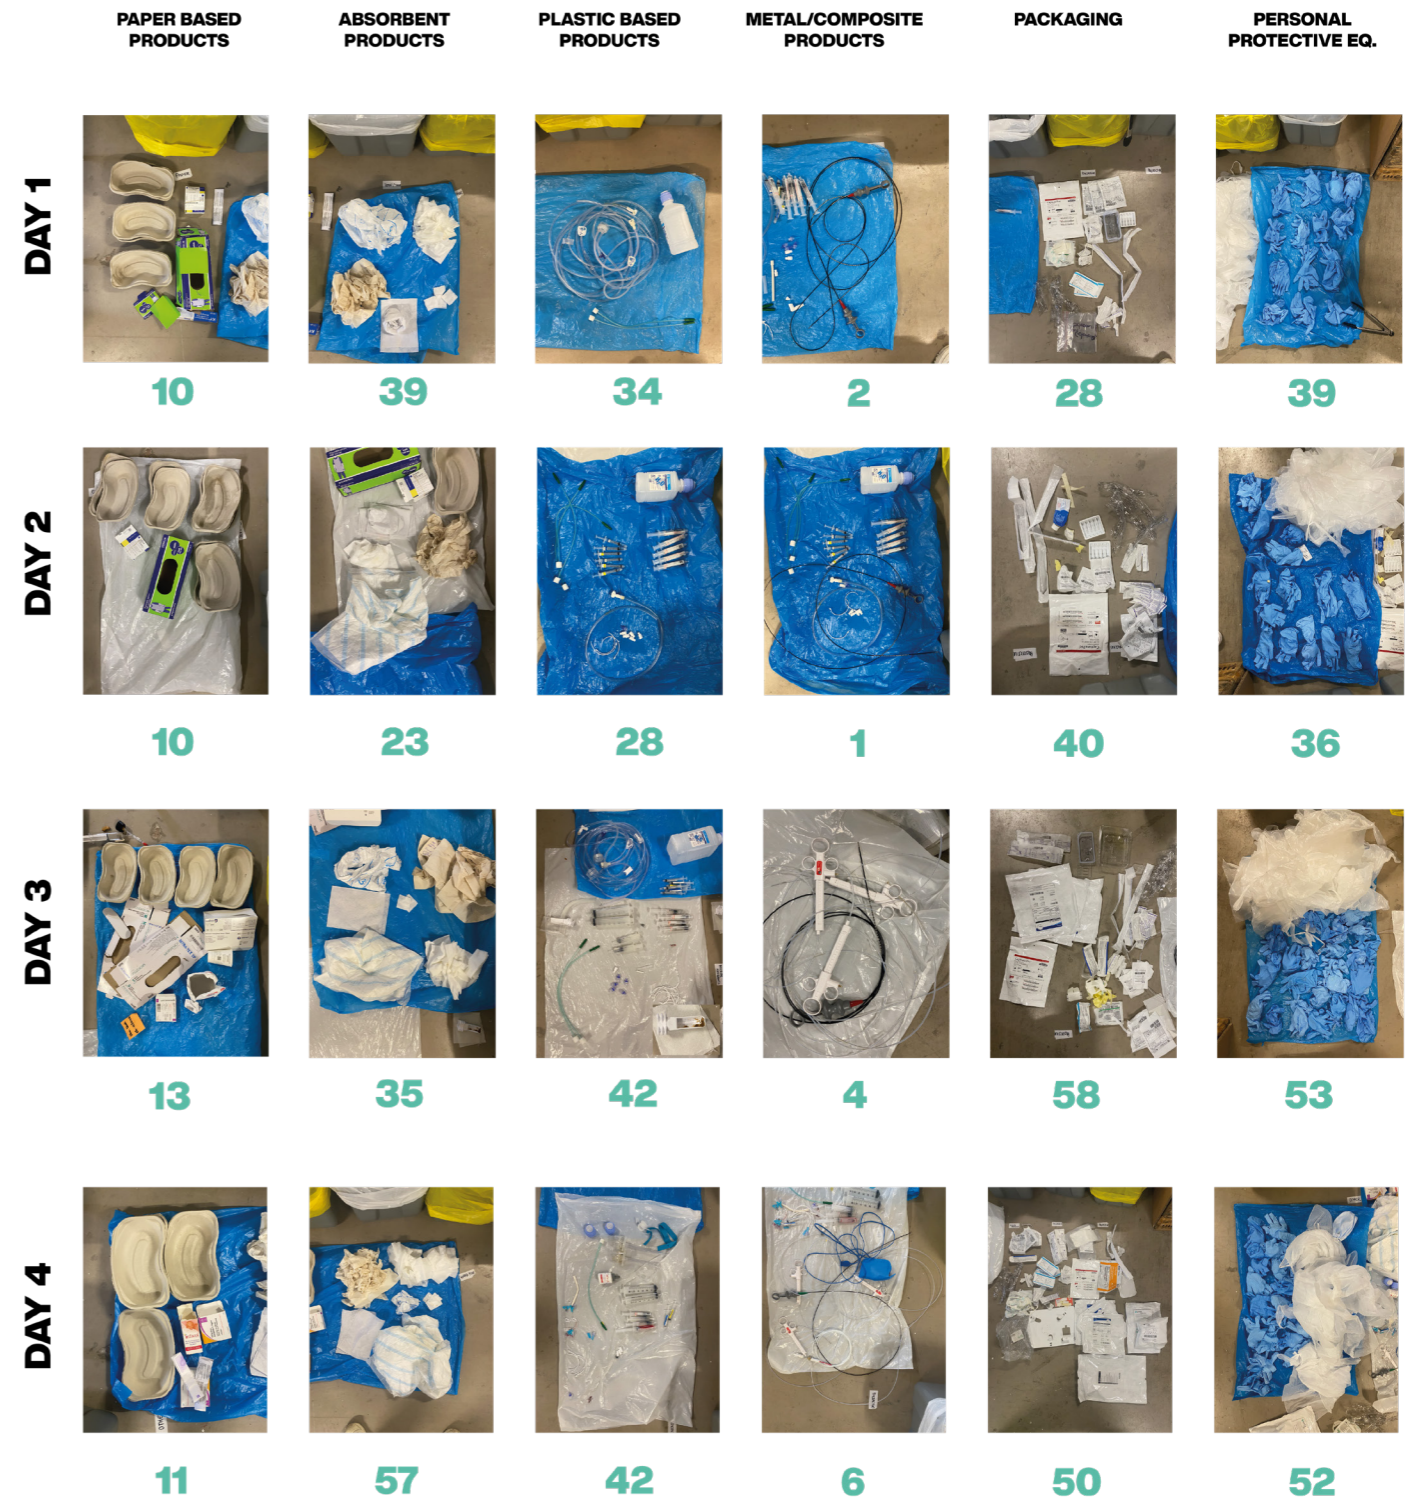 PAPER BASED
PRODUCTS
ABSORBENT
PRODUCTS
PLASTIC BASED
PRODUCTS
METAL/COMPOSITE
PRODUCTS
PACKAGING
PERSONAL
PROTECTIVE EQ.
DAY 1
10
39
34
2
28
39
DAY 2
10
23
28
1
40
36
DAY 3
13
35
42
4
58
53
DAY 4
11
57
42
6
50
52